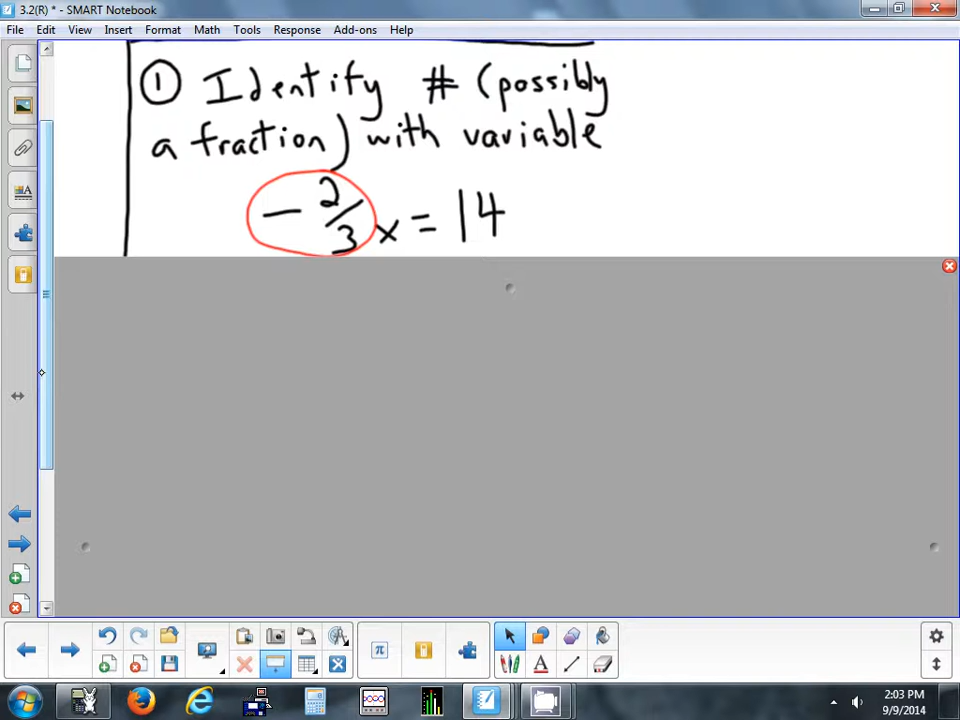 3.2(R) * - SMART Notebook
File Edit View Insert Format Math Tools Response Add-ons Help
① Identify # (possibly
a fraction) with variable
- 2/3 x = 14
π
A
2:03 PM
9/9/2014